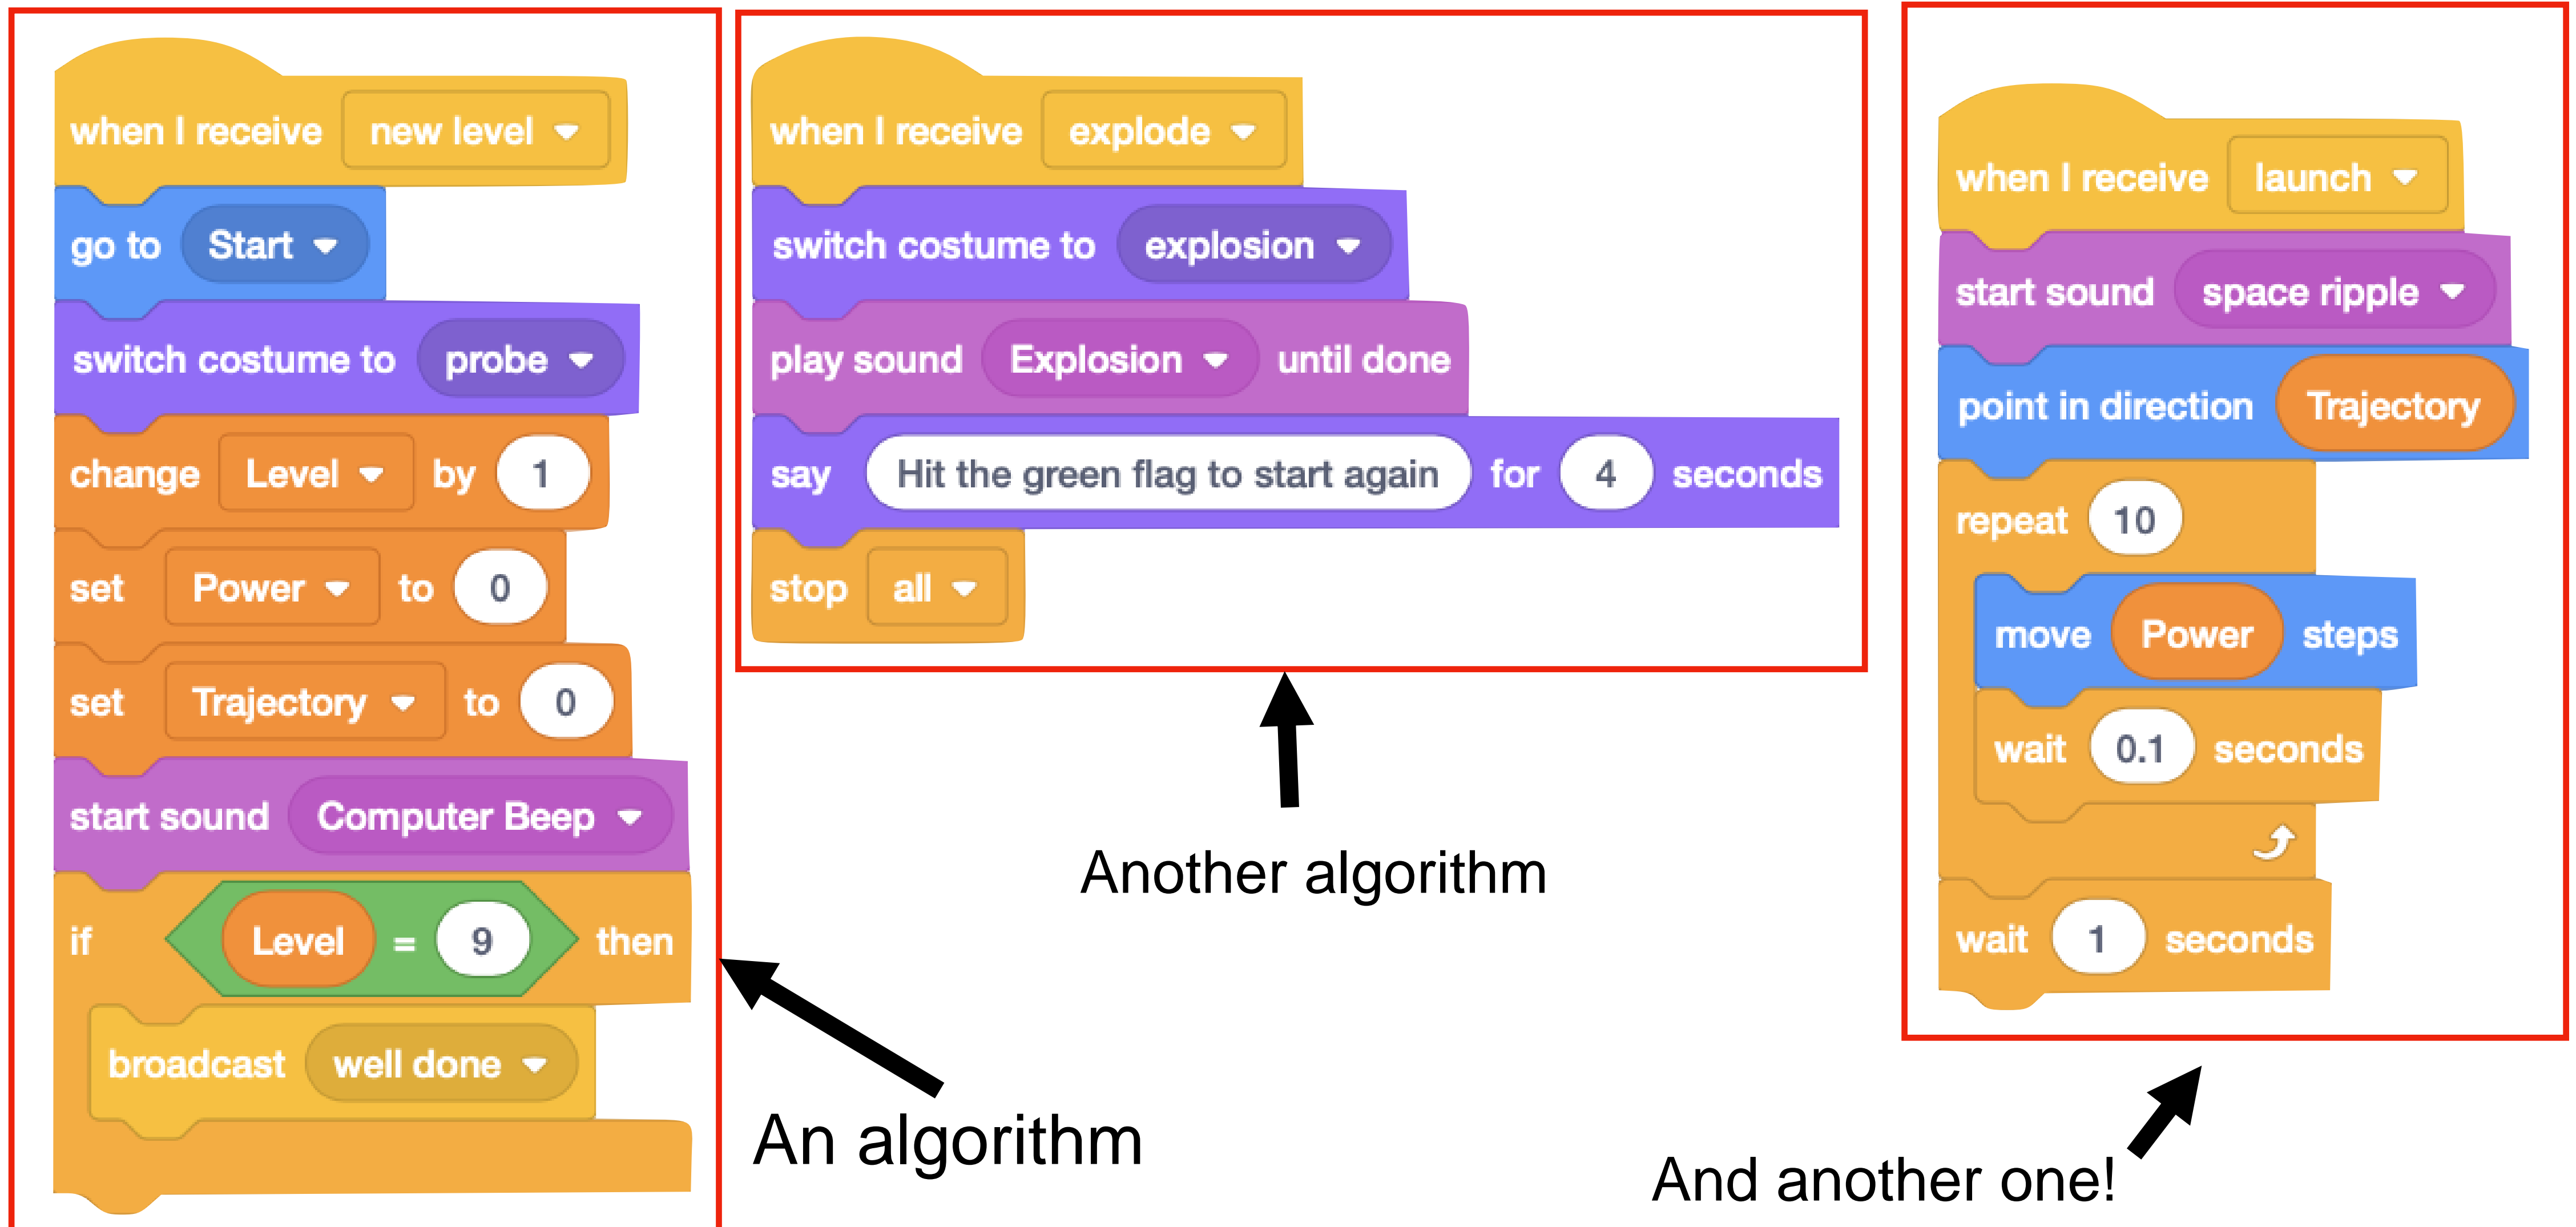 when I receive new level
go to Start
switch costume to probe
change Level by 1
set Power to 0
set Trajectory to 0
start sound Computer Beep
if Level = 9 then
broadcast well done
An algorithm
when I receive explode
switch costume to explosion
play sound Explosion until done
say Hit the green flag to start again for 4 seconds
stop all
Another algorithm
when I receive launch
start sound space ripple
point in direction Trajectory
repeat 10
move Power steps
wait 0.1 seconds
wait 1 seconds
And another one!